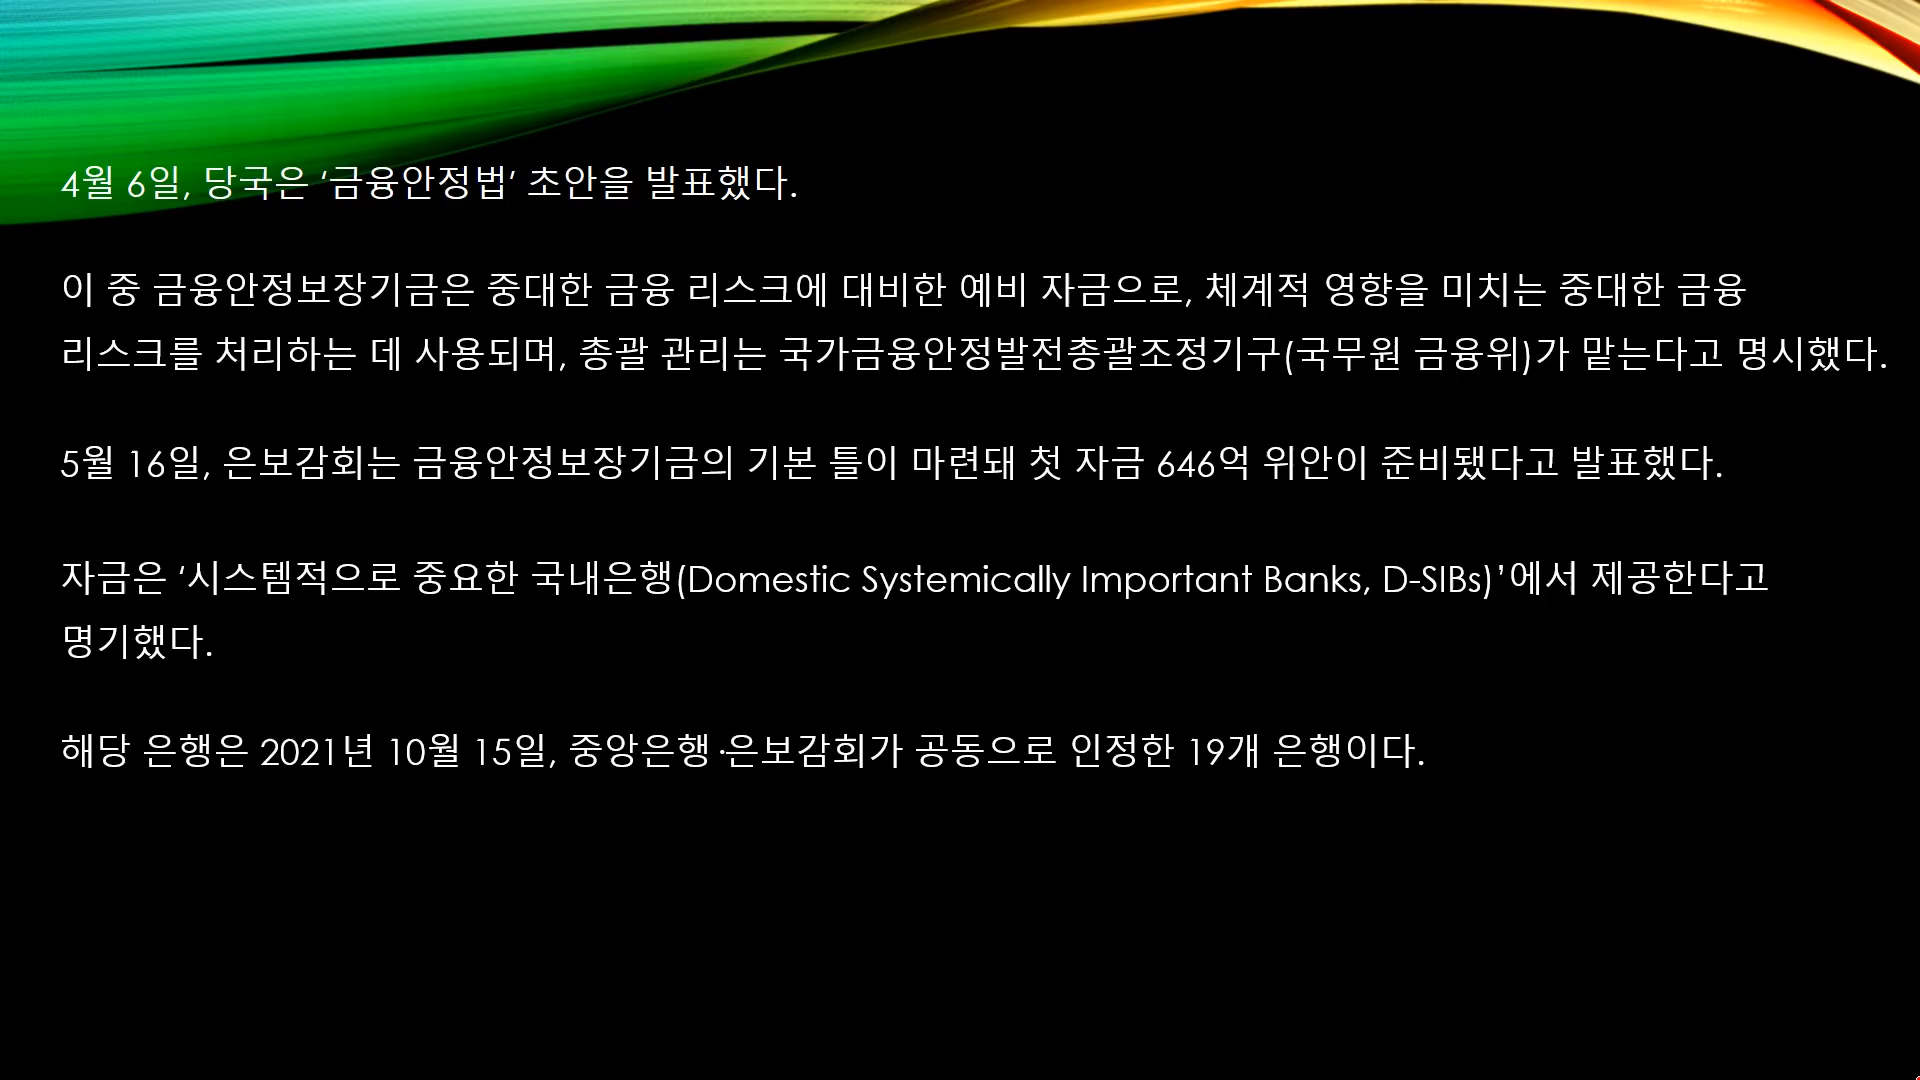 4월 6일, 당국은 ‘금융안정법’ 초안을 발표했다.
이 중 금융안정보장기금은 중대한 금융 리스크에 대비한 예비 자금으로, 체계적 영향을 미치는 중대한 금융
리스크를 처리하는 데 사용되며, 총괄 관리는 국가금융안정발전총괄조정기구(국무원 금융위)가 맡는다고 명시했다.
5월 16일, 은보감회는 금융안정보장기금의 기본 틀이 마련돼 첫 자금 646억 위안이 준비됐다고 발표했다.
자금은 ‘시스템적으로 중요한 국내은행(Domestic Systemically Important Banks, D-SIBs)’에서 제공한다고
명기했다.
해당 은행은 2021년 10월 15일, 중앙은행·은보감회가 공동으로 인정한 19개 은행이다.